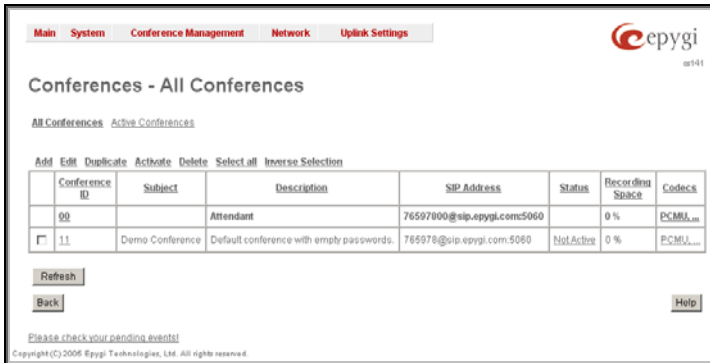 Main System Conference Management Network Uplink Settings
epygi
Conferences - All Conferences
All Conferences Active Conferences
Add Edit Duplicate Activate Delete Select all Inverse Selection
Conference ID Subject Description SIP Address Status Recording Space Codecs
00 Attendant 76597800@sip.epygi.com:5060 0 % PCMU, ...
11 Demo Conference Default conference with empty passwords. 765978@sip.epygi.com:5060 Not Active 0 % PCMU, ...
Refresh
Back Help
Please check your pending events!
Copyright (C) 2006 Epygi Technologies, Ltd. All rights reserved.